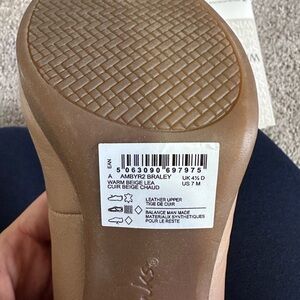 EAN
5 063090 697975
A AMBYR2 BRALEY UK 4½ D
WARM BEIGE LEA US 7 M
CUIR BEIGE CHAUD
LEATHER UPPER
TIGE DE CUIR
BALANCE MAN MADE
MATERIAUX SYNTHETIQUES
POUR LE RESTE